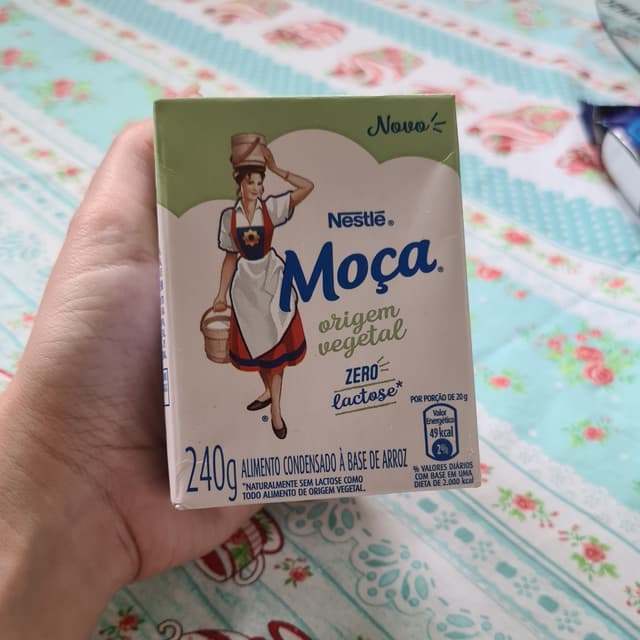 Novo
Nestlé®
Moça®
origem
vegetal
ZERO
lactose*
POR PORÇÃO DE 20g
Valor
Energético
49 kcal
2%
% VALORES DIÁRIOS
COM BASE EM UMA
DIETA DE 2.000 kcal
240g ALIMENTO CONDENSADO À BASE DE ARROZ
*NATURALMENTE SEM LACTOSE COMO
TODO ALIMENTO DE ORIGEM VEGETAL.